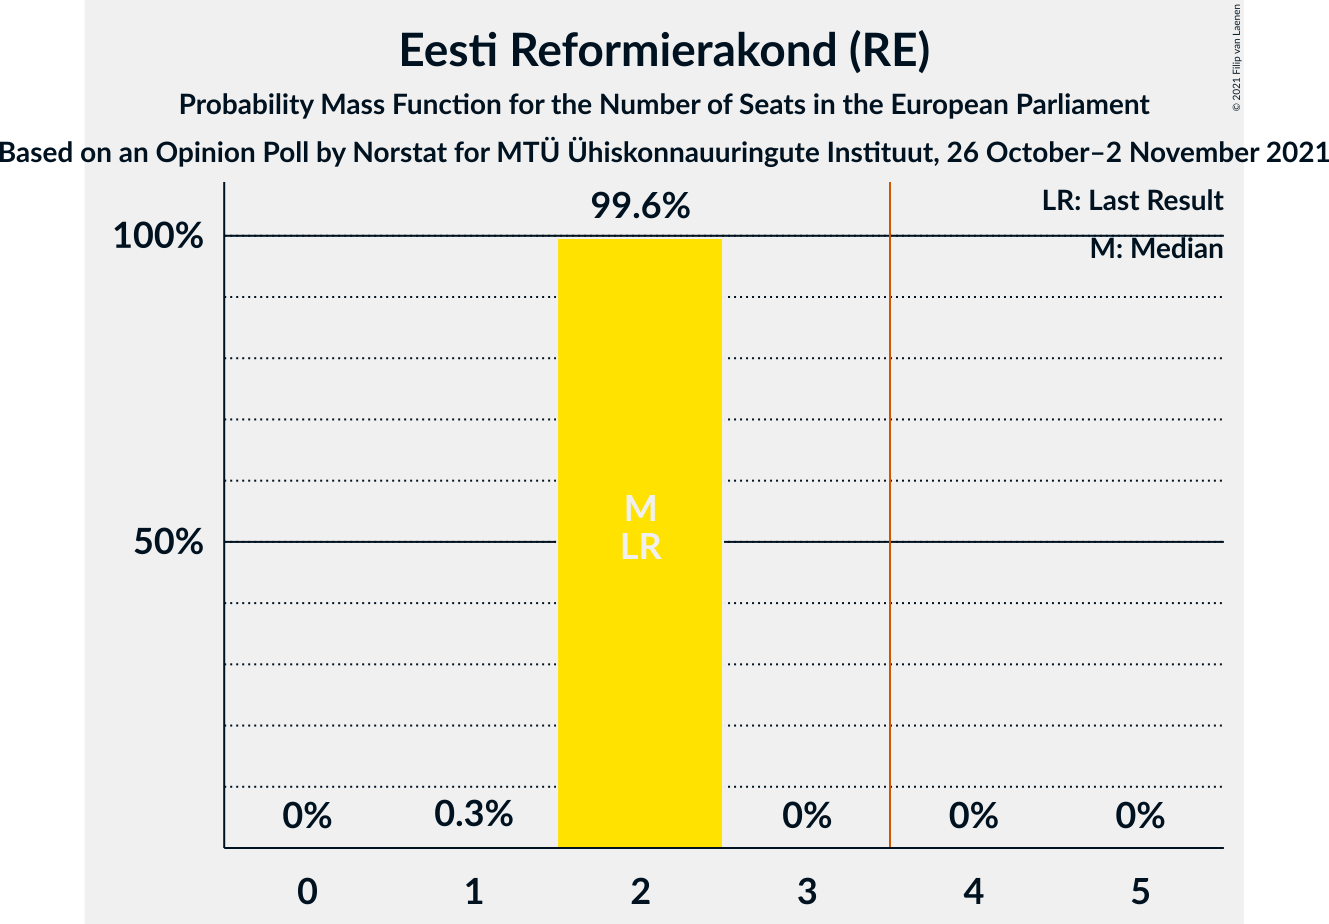 Eesti Reformierakond (RE)
Probability Mass Function for the Number of Seats in the European Parliament
Based on an Opinion Poll by Norstat for MTÜ Ühiskonnauuringute Instituut, 26 October–2 November 2021
© 2021 Filip van Laenen
LR: Last Result
M: Median
99.6%
100%
M
LR
50%
0%
0.3%
0%
0%
0%
0
1
2
3
4
5